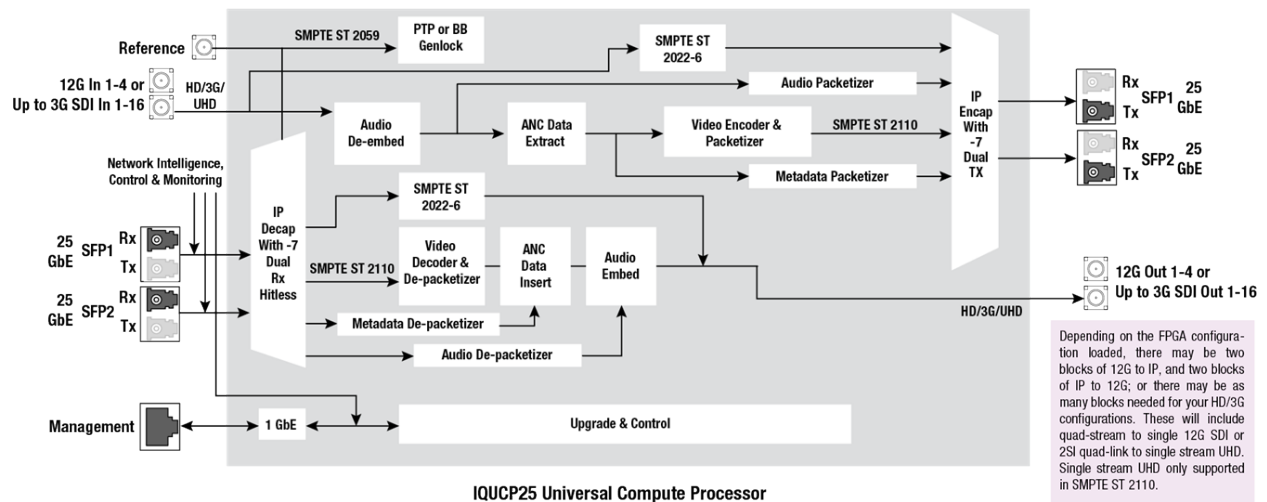 Reference
SMPTE ST 2059
PTP or BB
Genlock
SMPTE ST
2022-6
12G In 1-4 or
Up to 3G SDI In 1-16
HD/3G/
UHD
Audio Packetizer
Audio
De-embed
ANC Data
Extract
Video Encoder &
Packetizer
SMPTE ST 2110
Metadata Packetizer
IP
Encap
With
-7
Dual
TX
Rx
Tx
SFP1
25
GbE
Rx
Tx
SFP2
25
GbE
Network Intelligence,
Control & Monitoring
25
GbE
SFP1
Rx
Tx
25
GbE
SFP2
Rx
Tx
IP
Decap
With -7
Dual
Rx
Hitless
SMPTE ST
2022-6
SMPTE ST 2110
Video
Decoder &
De-packetizer
ANC
Data
Insert
Audio
Embed
Metadata De-packetizer
Audio De-packetizer
HD/3G/UHD
12G Out 1-4 or
Up to 3G SDI Out 1-16
Management
1 GbE
Upgrade & Control
Depending on the FPGA configura-
tion loaded, there may be two
blocks of 12G to IP, and two blocks
of IP to 12G; or there may be as
many blocks needed for your HD/3G
configurations. These will include
quad-stream to single 12G SDI or
2SI quad-link to single stream UHD.
Single stream UHD only supported
in SMPTE ST 2110.
IQUCP25 Universal Compute Processor